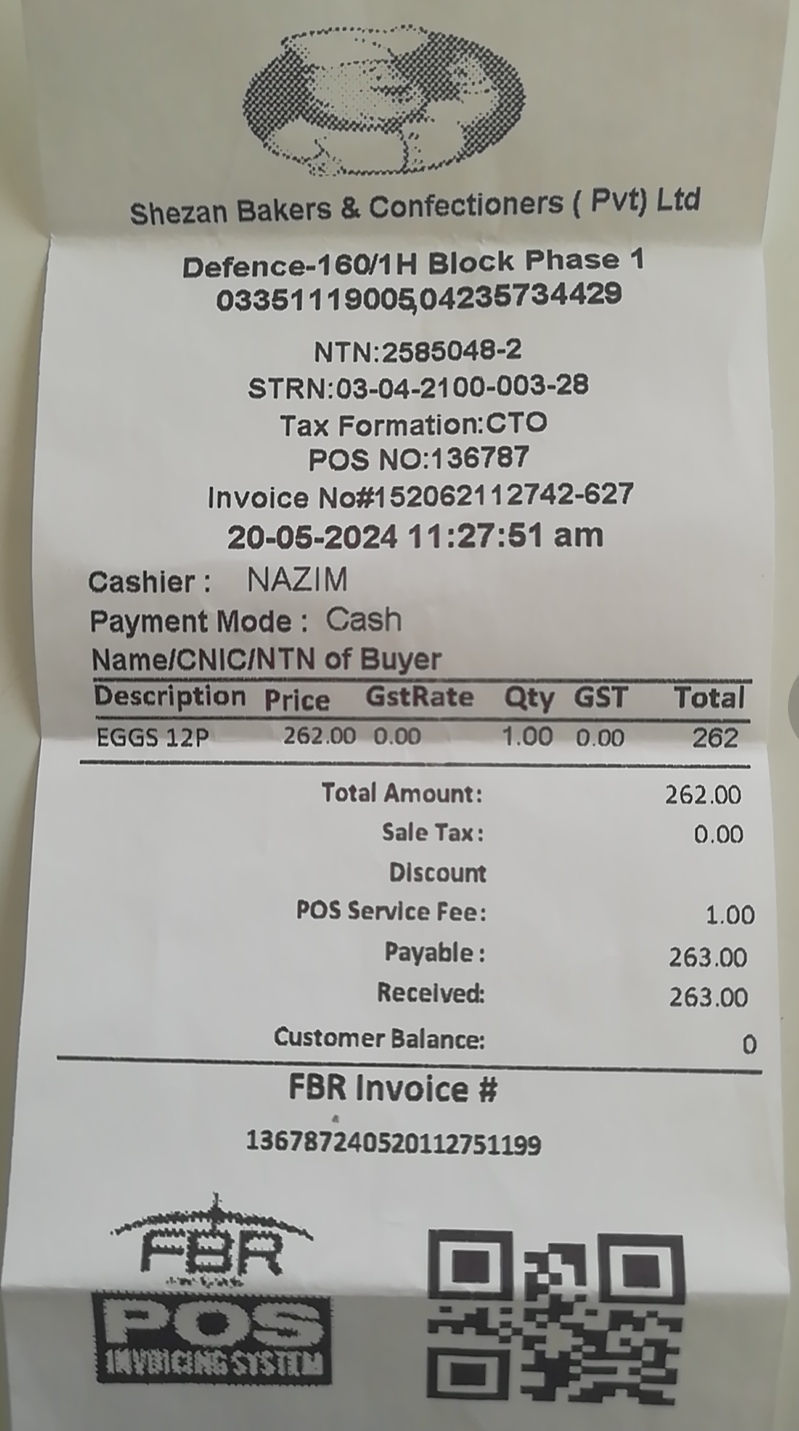 Shezan Bakers & Confectioners ( Pvt) Ltd
Defence-160/1H Block Phase 1
03351119005,04235734429
NTN:2585048-2
STRN:03-04-2100-003-28
Tax Formation:CTO
POS NO:136787
Invoice No#152062112742-627
20-05-2024 11:27:51 am
Cashier : NAZIM
Payment Mode : Cash
Name/CNIC/NTN of Buyer
Description Price GstRate Qty GST Total
EGGS 12P 262.00 0.00 1.00 0.00 262
Total Amount: 262.00
Sale Tax: 0.00
Discount
POS Service Fee: 1.00
Payable : 263.00
Received: 263.00
Customer Balance: 0
FBR Invoice #
136787240520112751199
FBR
POS
INVOICING SYSTEM